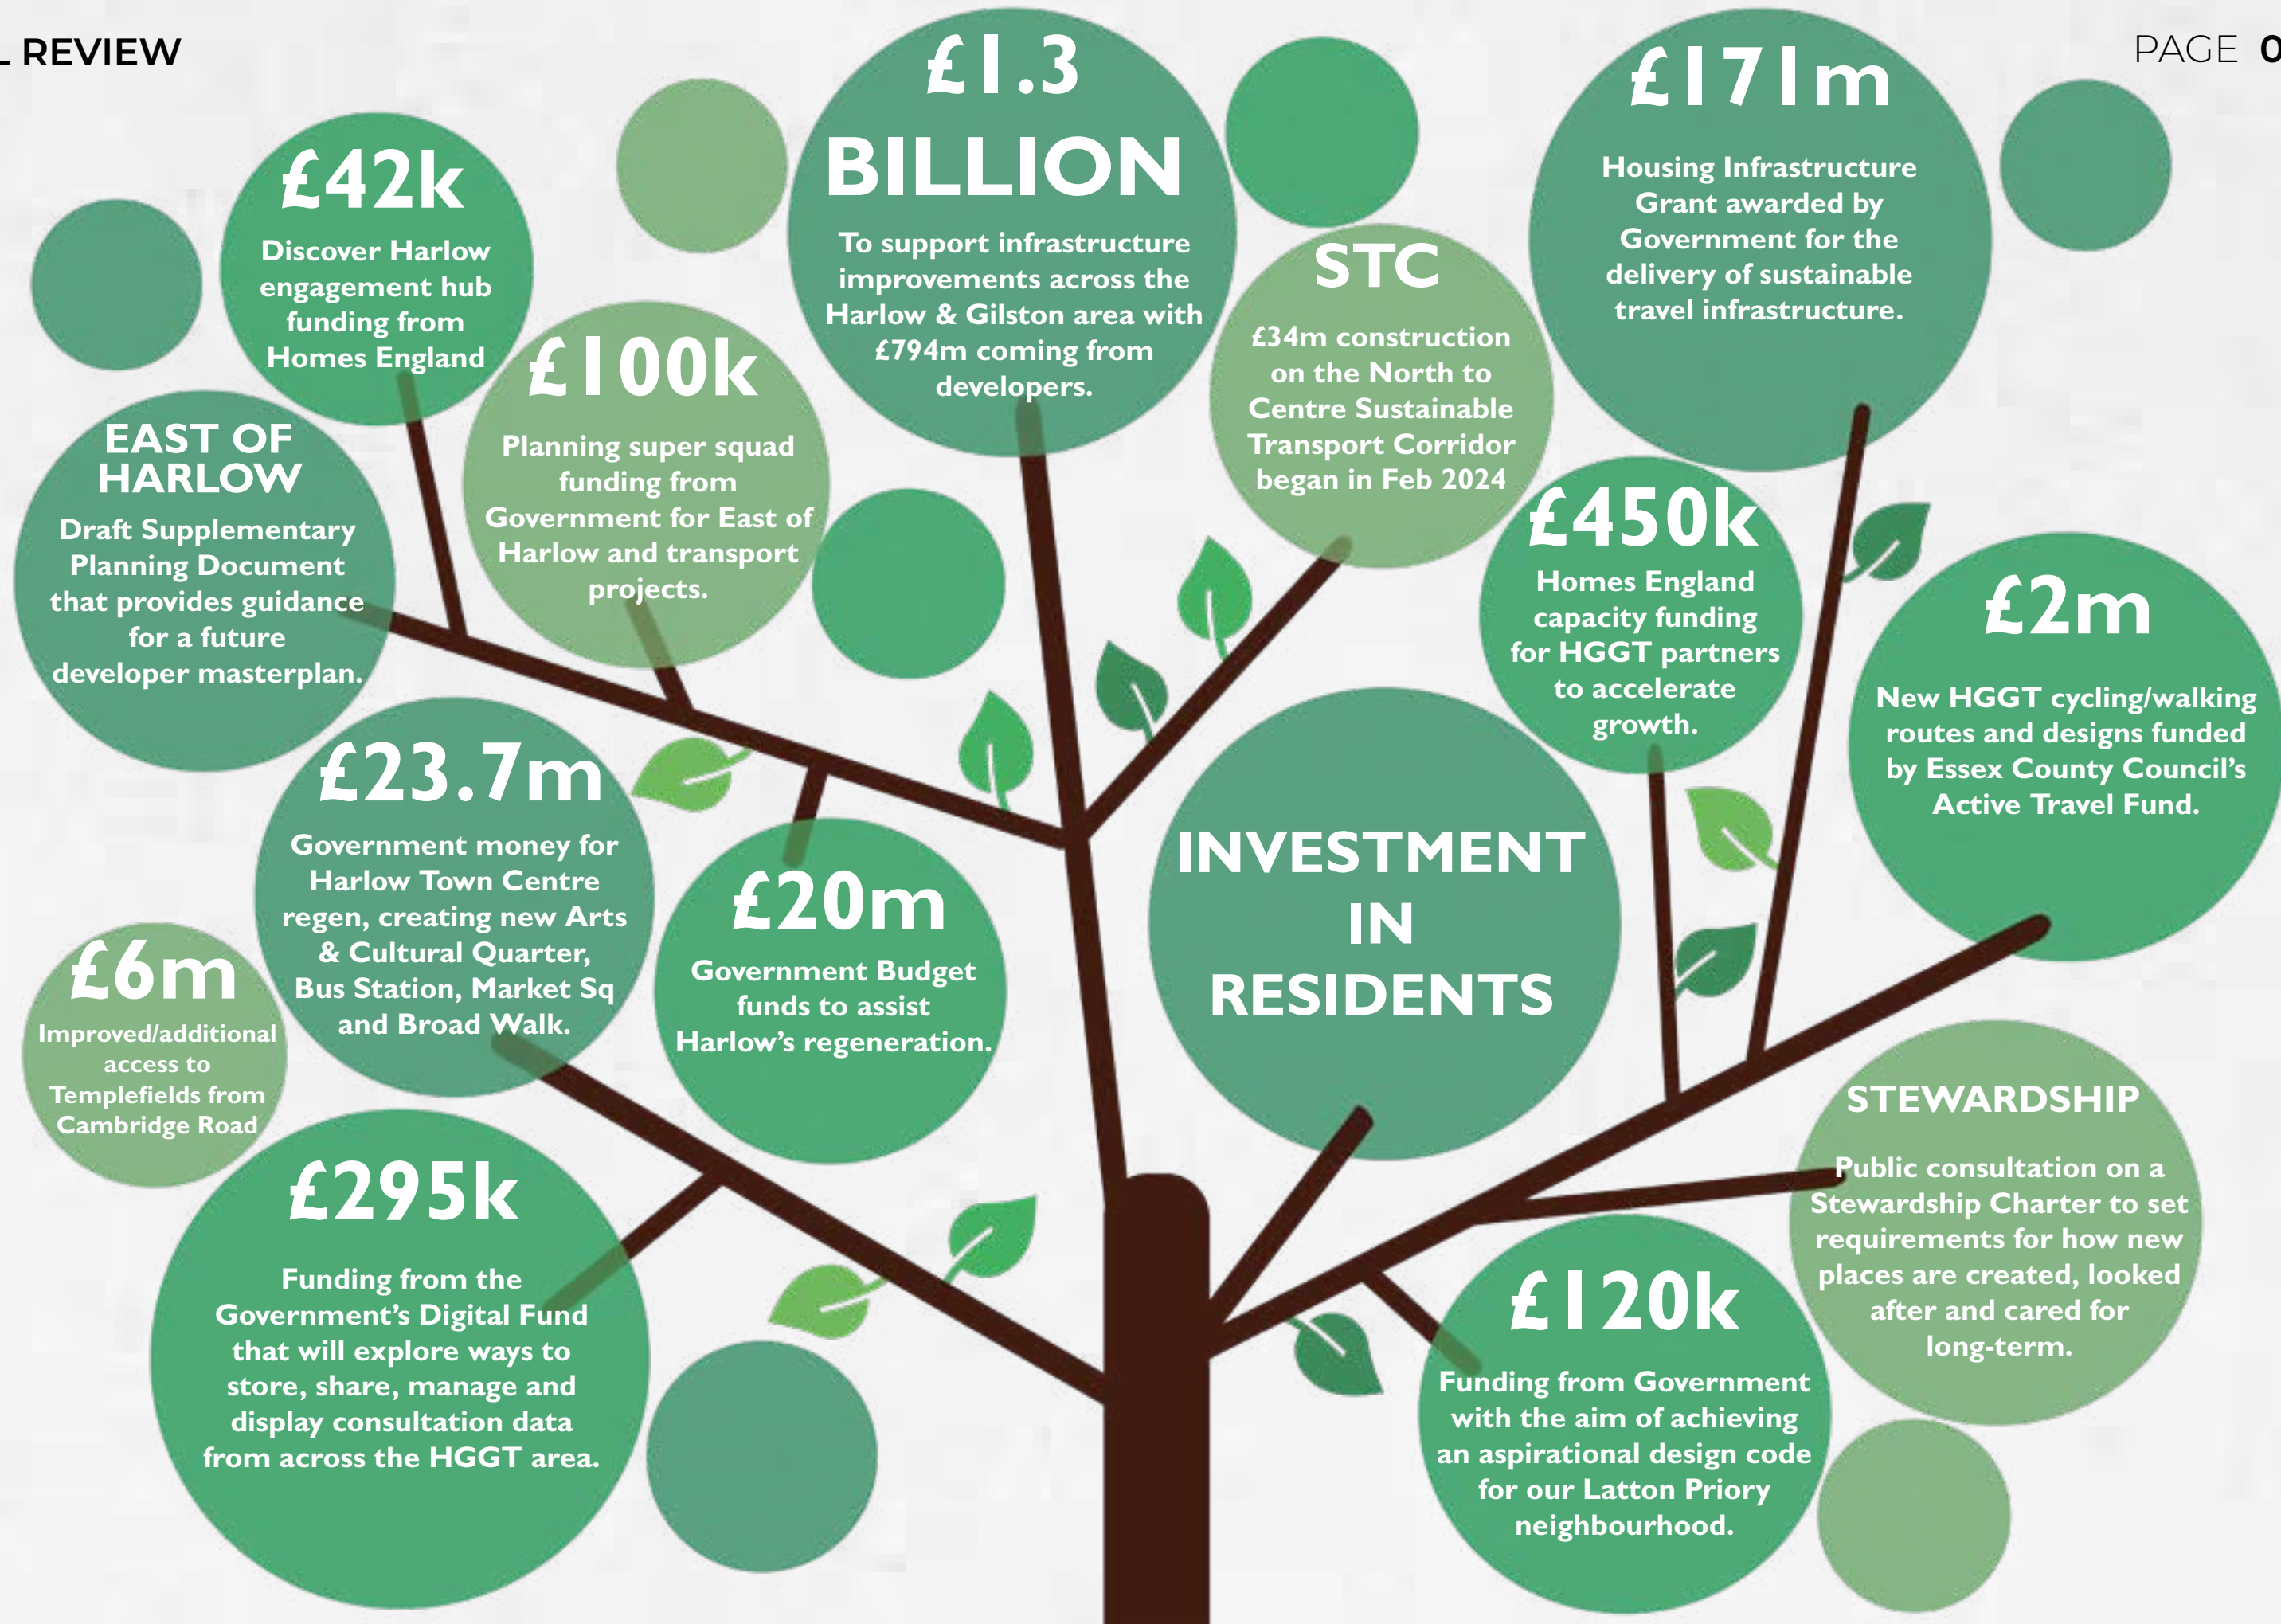 L REVIEW
PAGE 0
£42k
Discover Harlow
engagement hub
funding from
Homes England
£1.3
BILLION
To support infrastructure
improvements across the
Harlow & Gilston area with
£794m coming from
developers.
£171m
Housing Infrastructure
Grant awarded by
Government for the
delivery of sustainable
travel infrastructure.
STC
£34m construction
on the North to
Centre Sustainable
Transport Corridor
began in Feb 2024
£100k
Planning super squad
funding from
Government for East of
Harlow and transport
projects.
EAST OF
HARLOW
Draft Supplementary
Planning Document
that provides guidance
for a future
developer masterplan.
£450k
Homes England
capacity funding
for HGGT partners
to accelerate
growth.
£2m
New HGGT cycling/walking
routes and designs funded
by Essex County Council’s
Active Travel Fund.
£23.7m
Government money for
Harlow Town Centre
regen, creating new Arts
& Cultural Quarter,
Bus Station, Market Sq
and Broad Walk.
£20m
Government Budget
funds to assist
Harlow’s regeneration.
INVESTMENT
IN
RESIDENTS
£6m
Improved/additional
access to
Templefields from
Cambridge Road
STEWARDSHIP
Public consultation on a
Stewardship Charter to set
requirements for how new
places are created, looked
after and cared for
long-term.
£295k
Funding from the
Government’s Digital Fund
that will explore ways to
store, share, manage and
display consultation data
from across the HGGT area.
£120k
Funding from Government
with the aim of achieving
an aspirational design code
for our Latton Priory
neighbourhood.